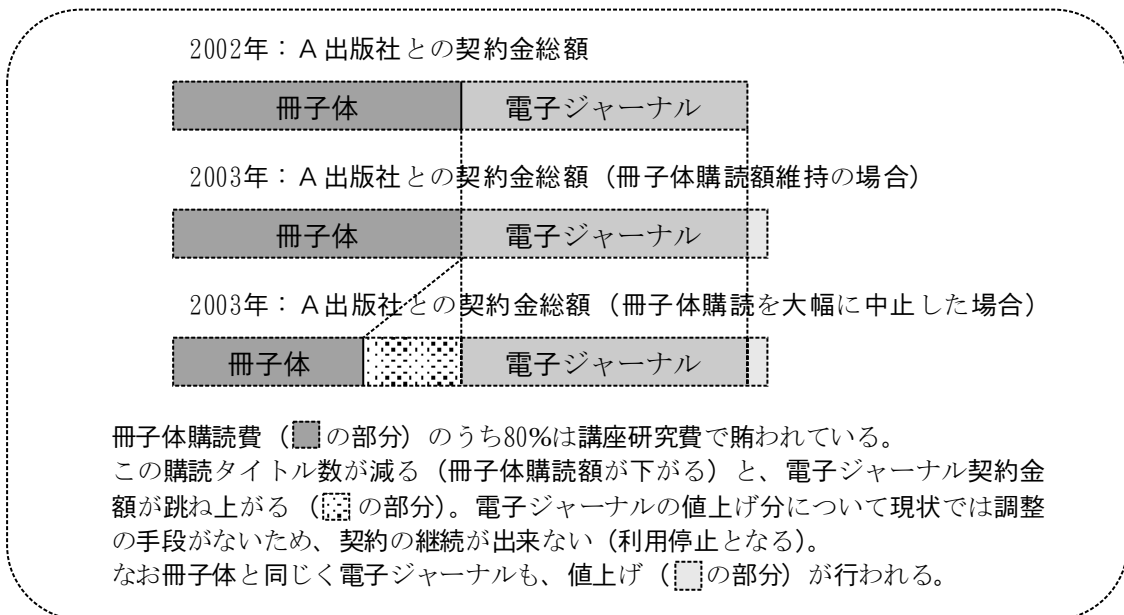 2002年：A出版社との契約金総額
冊子体 電子ジャーナル
2003年：A出版社との契約金総額（冊子体購読額維持の場合）
冊子体 電子ジャーナル
2003年：A出版社との契約金総額（冊子体購読を大幅に中止した場合）
冊子体 電子ジャーナル
冊子体購読費（の部分）のうち80%は講座研究費で賄われている。
この購読タイトル数が減る（冊子体購読額が下がる）と、電子ジャーナル契約金
額が跳ね上がる（の部分）。電子ジャーナルの値上げ分について現状では調整
の手段がないため、契約の継続が出来ない（利用停止となる）。
なお冊子体と同じく電子ジャーナルも、値上げ（の部分）が行われる。